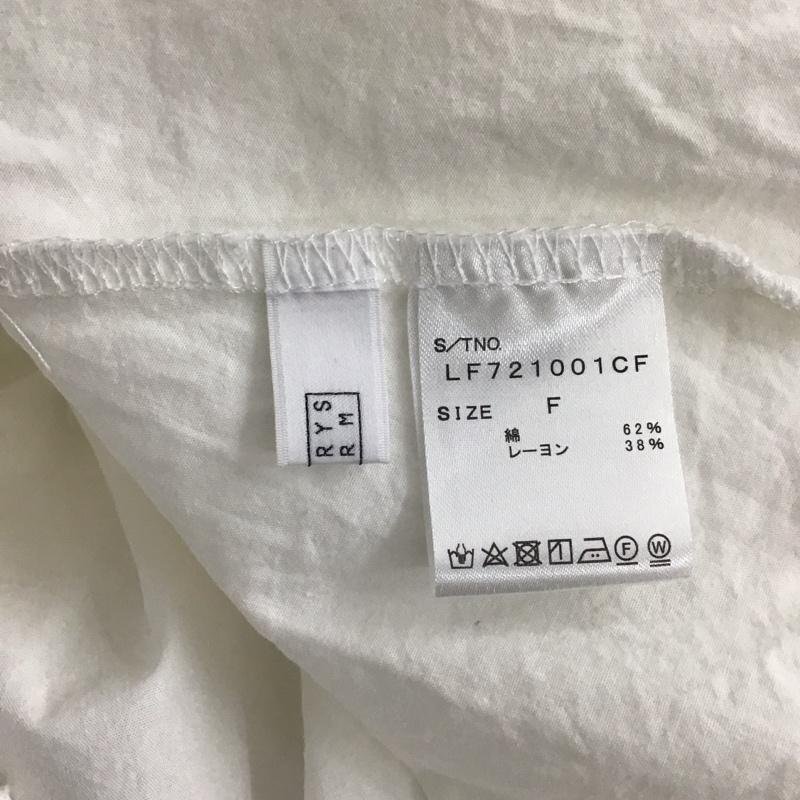 RYS
RM
S/TNO.
LF721001CF
SIZE F
綿 62%
レーヨン 38%
F W